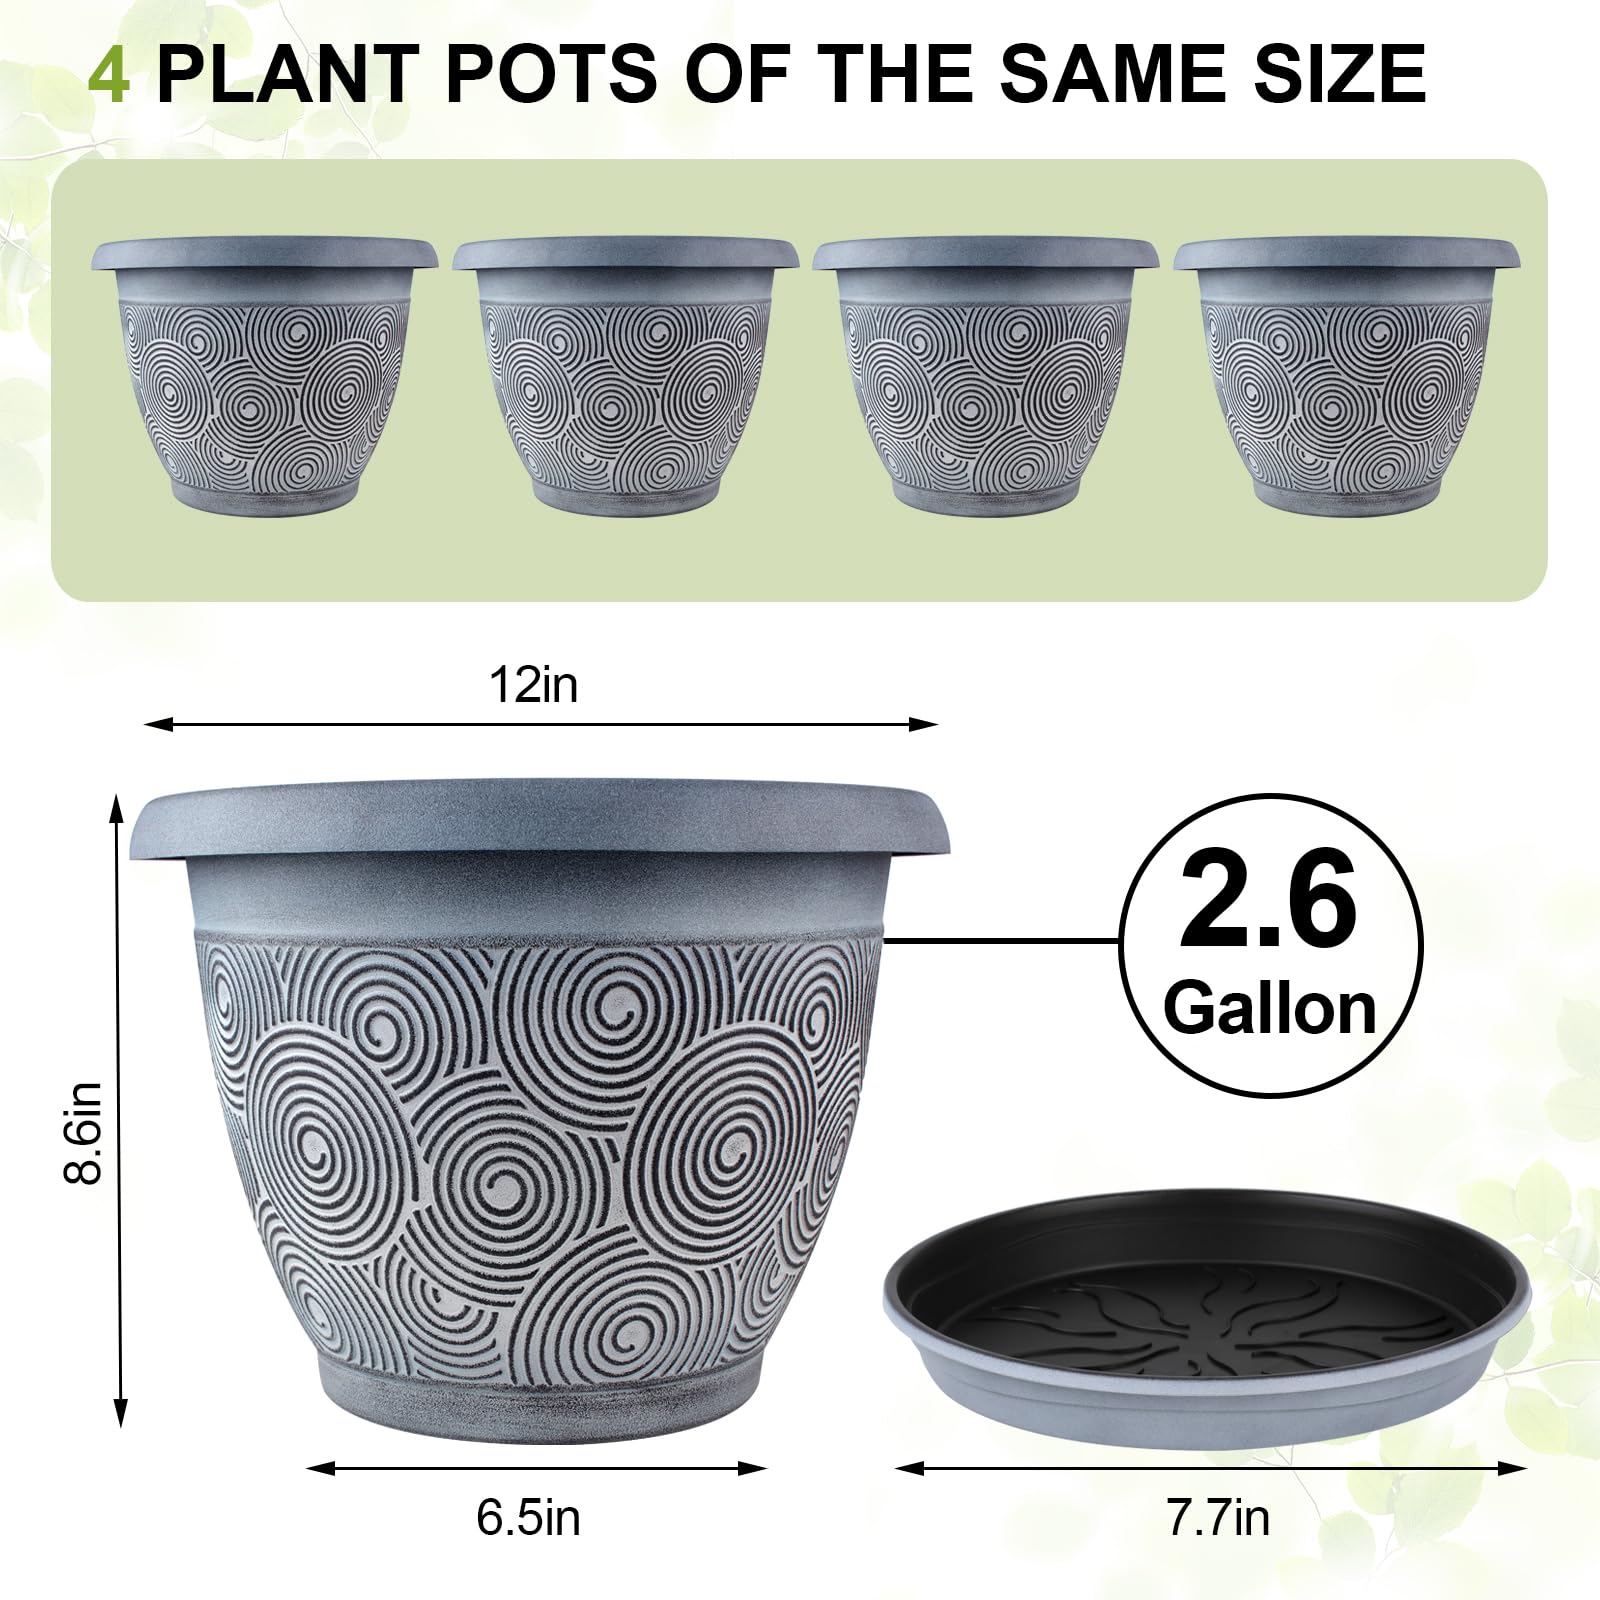 4 PLANT POTS OF THE SAME SIZE
12in
8.6in
2.6
Gallon
6.5in
7.7in